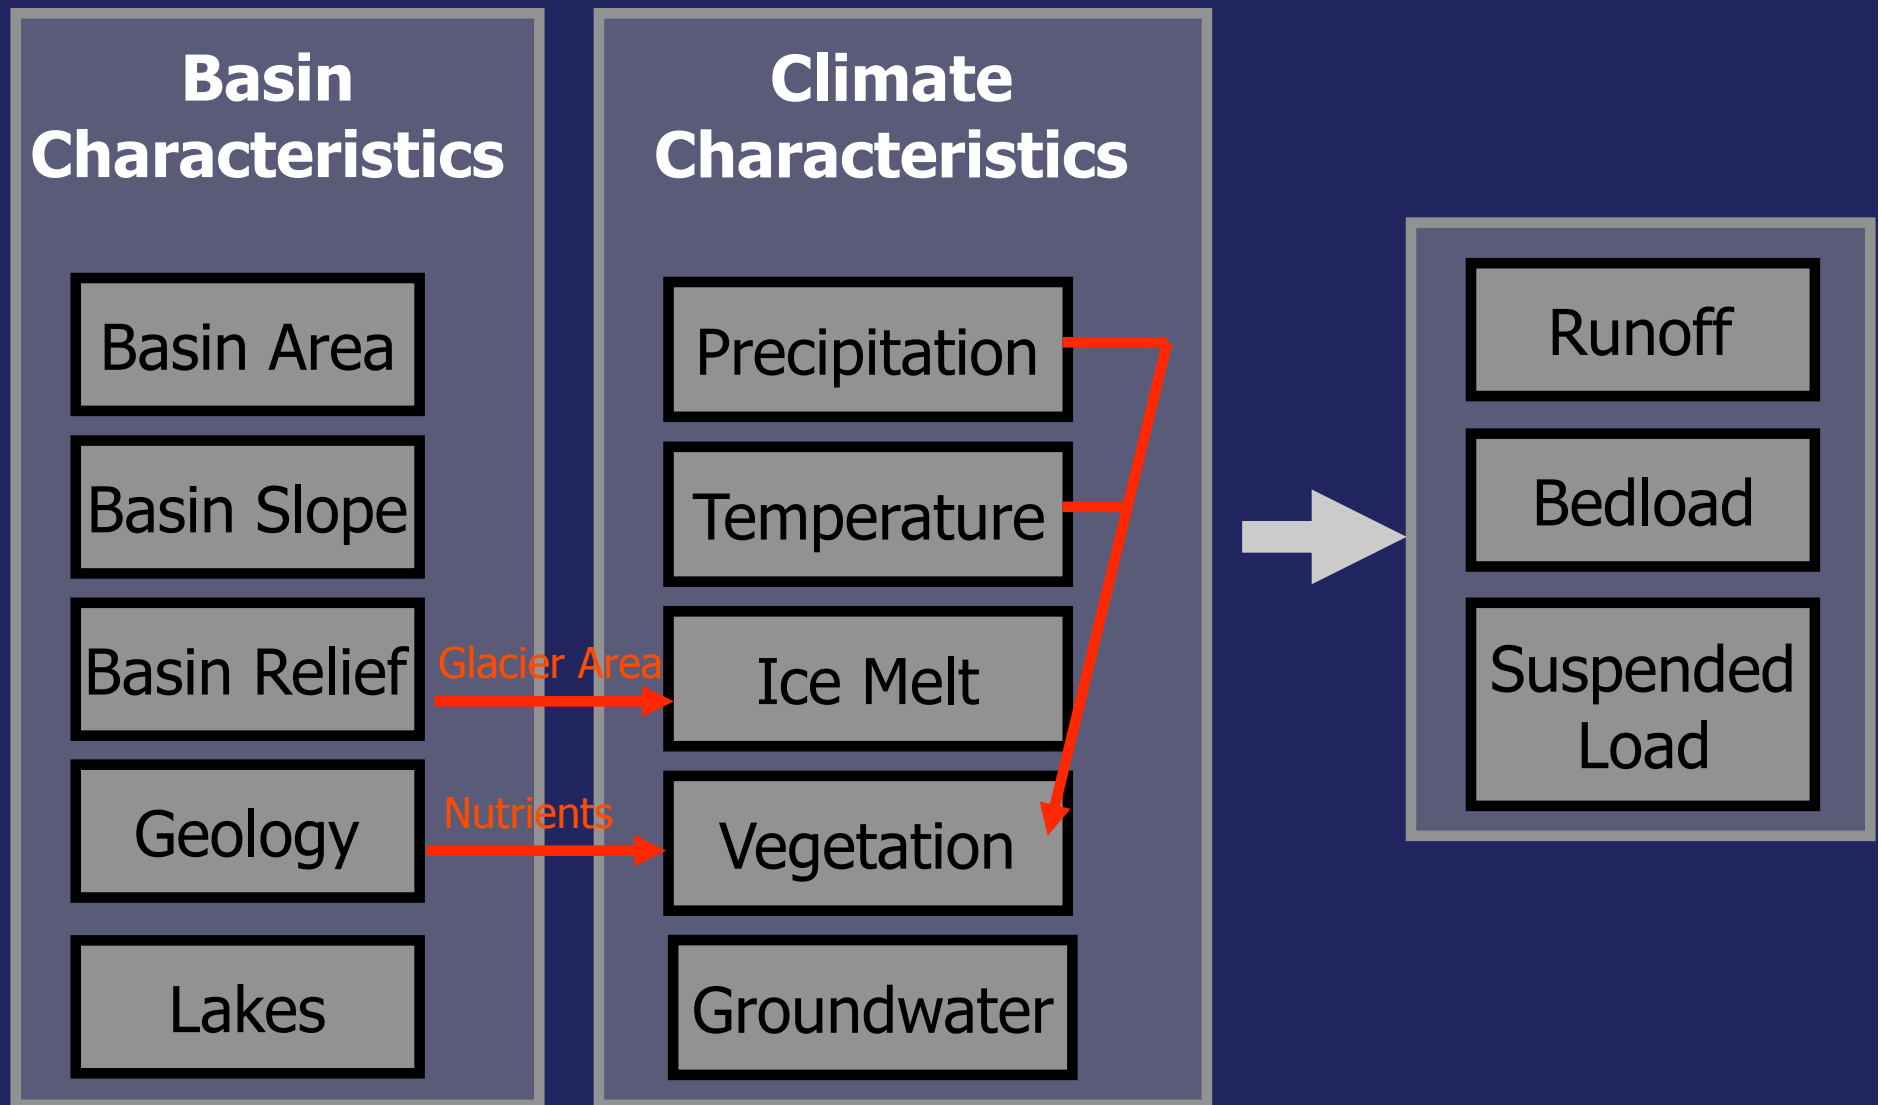 Basin
Characteristics
Basin Area
Basin Slope
Basin Relief
Geology
Lakes
Glacier Area
Nutrients
Climate
Characteristics
Precipitation
Temperature
Ice Melt
Vegetation
Groundwater
Runoff
Bedload
Suspended
Load